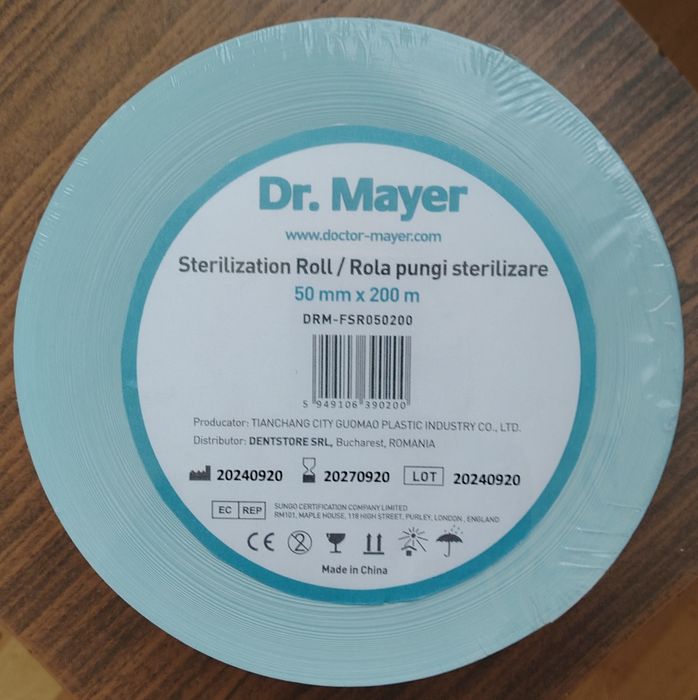 Dr. Mayer
www.doctor-mayer.com
Sterilization Roll / Rola pungi sterilizare
50 mm x 200 m
DRM-FSR050200
5 949106 390200
Producator: TIANCHANG CITY GUOMAO PLASTIC INDUSTRY CO., LTD.
Distributor: DENTSTORE SRL, Bucharest, ROMANIA
20240920 20270920 LOT 20240920
EC REP SUNGO CERTIFICATION COMPANY LIMITED
RM101, MAPLE HOUSE, 118 HIGH STREET, PURLEY, LONDON, ENGLAND
CE 2
Made in China